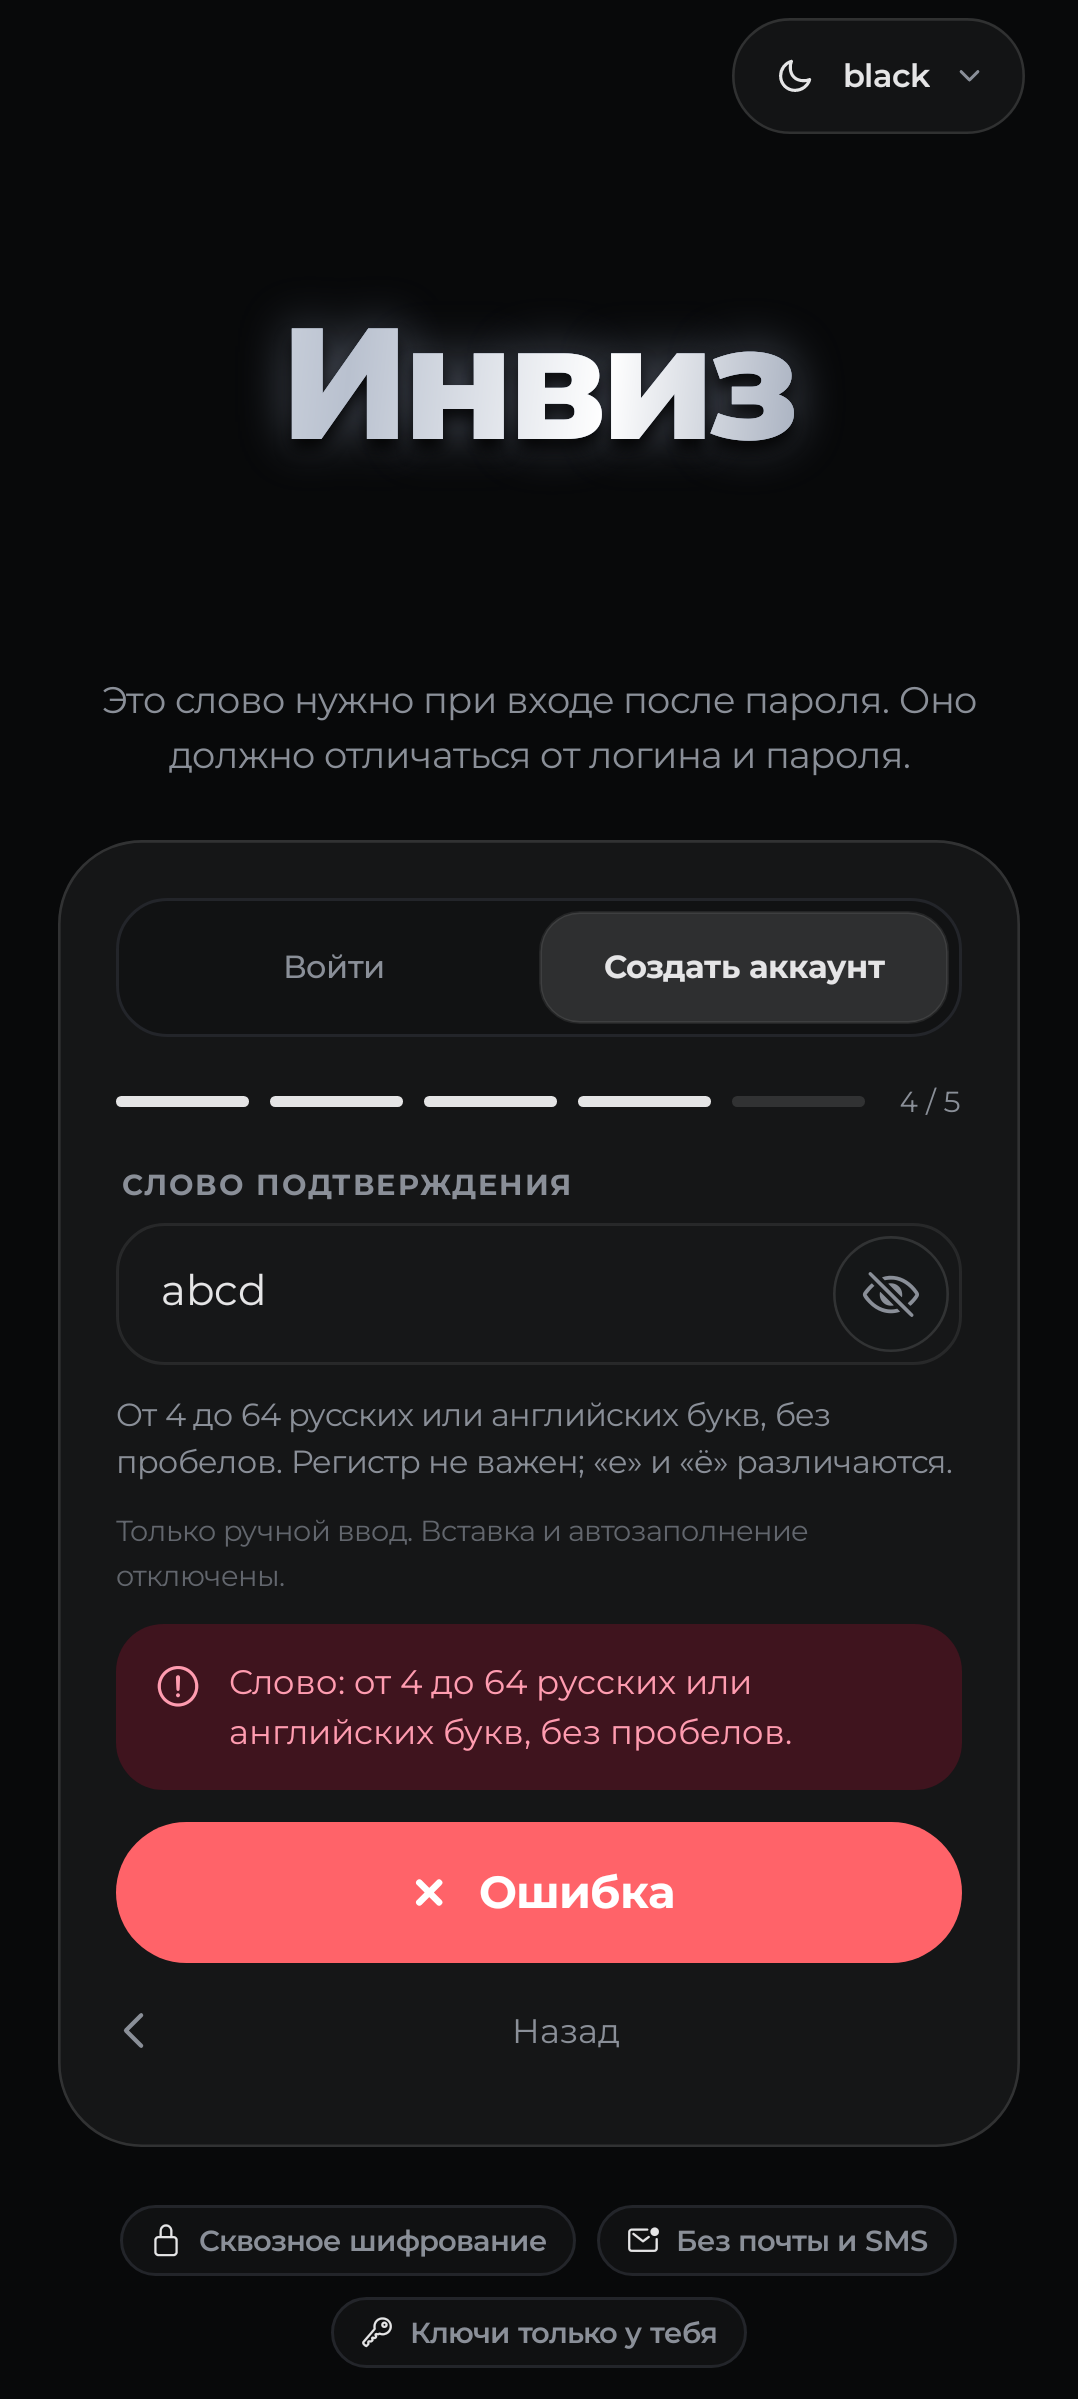 black
Инвиз
Это слово нужно при входе после пароля. Оно
должно отличаться от логина и пароля.
Войти
Создать аккаунт
4 / 5
СЛОВО ПОДТВЕРЖДЕНИЯ
abcd
От 4 до 64 русских или английских букв, без
пробелов. Регистр не важен; «е» и «ё» различаются.
Только ручной ввод. Вставка и автозаполнение
отключены.
Слово: от 4 до 64 русских или
английских букв, без пробелов.
Ошибка
Назад
Сквозное шифрование
Без почты и SMS
Ключи только у тебя